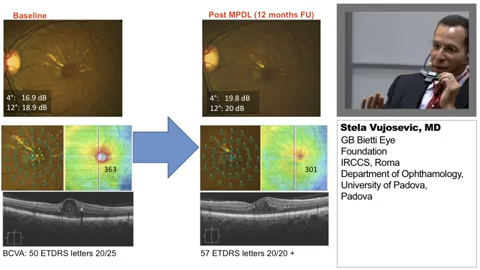 Baseline
Post MPDL (12 months FU)
4°: 16.9 dB
12°: 18.9 dB
4°: 19.8 dB
12°: 20 dB
363
301
BCVA: 50 ETDRS letters 20/25
57 ETDRS letters 20/20 +
Stela Vujosevic, MD
GB Bietti Eye
Foundation
IRCCS, Roma
Department of Ophthamology,
University of Padova,
Padova